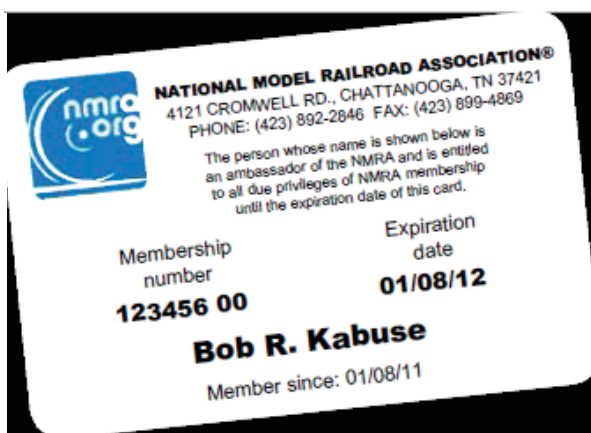 nmra
.org
NATIONAL MODEL RAILROAD ASSOCIATION®
4121 CROMWELL RD., CHATTANOOGA, TN 37421
PHONE: (423) 892-2846 FAX: (423) 899-4869
The person whose name is shown below is
an ambassador of the NMRA and is entitled
to all due privileges of NMRA membership
until the expiration date of this card.
Membership
number
123456 00
Expiration
date
01/08/12
Bob R. Kabuse
Member since: 01/08/11